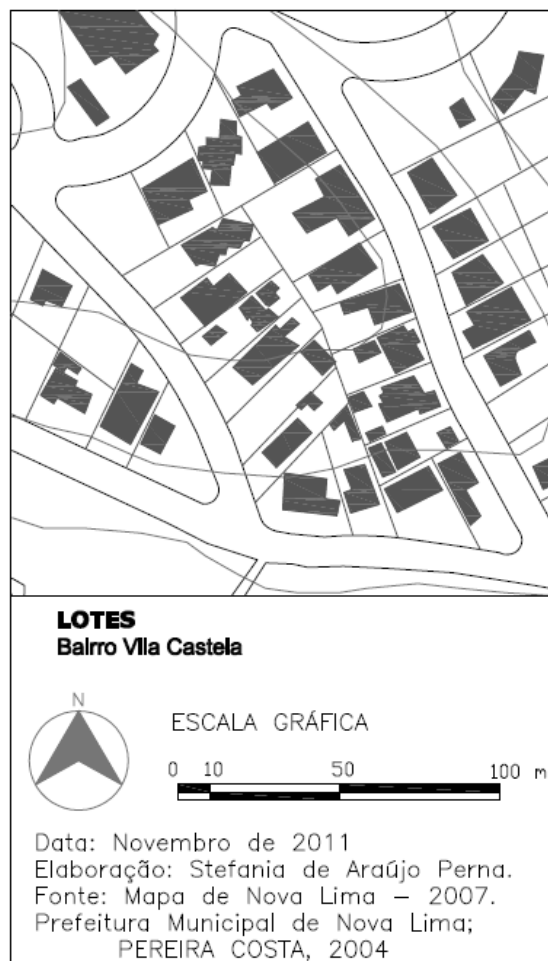 LOTES
Bairro Vila Castela
N
ESCALA GRÁFICA
0 10 50 100 m
Data: Novembro de 2011
Elaboração: Stefania de Araújo Perna.
Fonte: Mapa de Nova Lima – 2007.
Prefeitura Municipal de Nova Lima;
PEREIRA COSTA, 2004